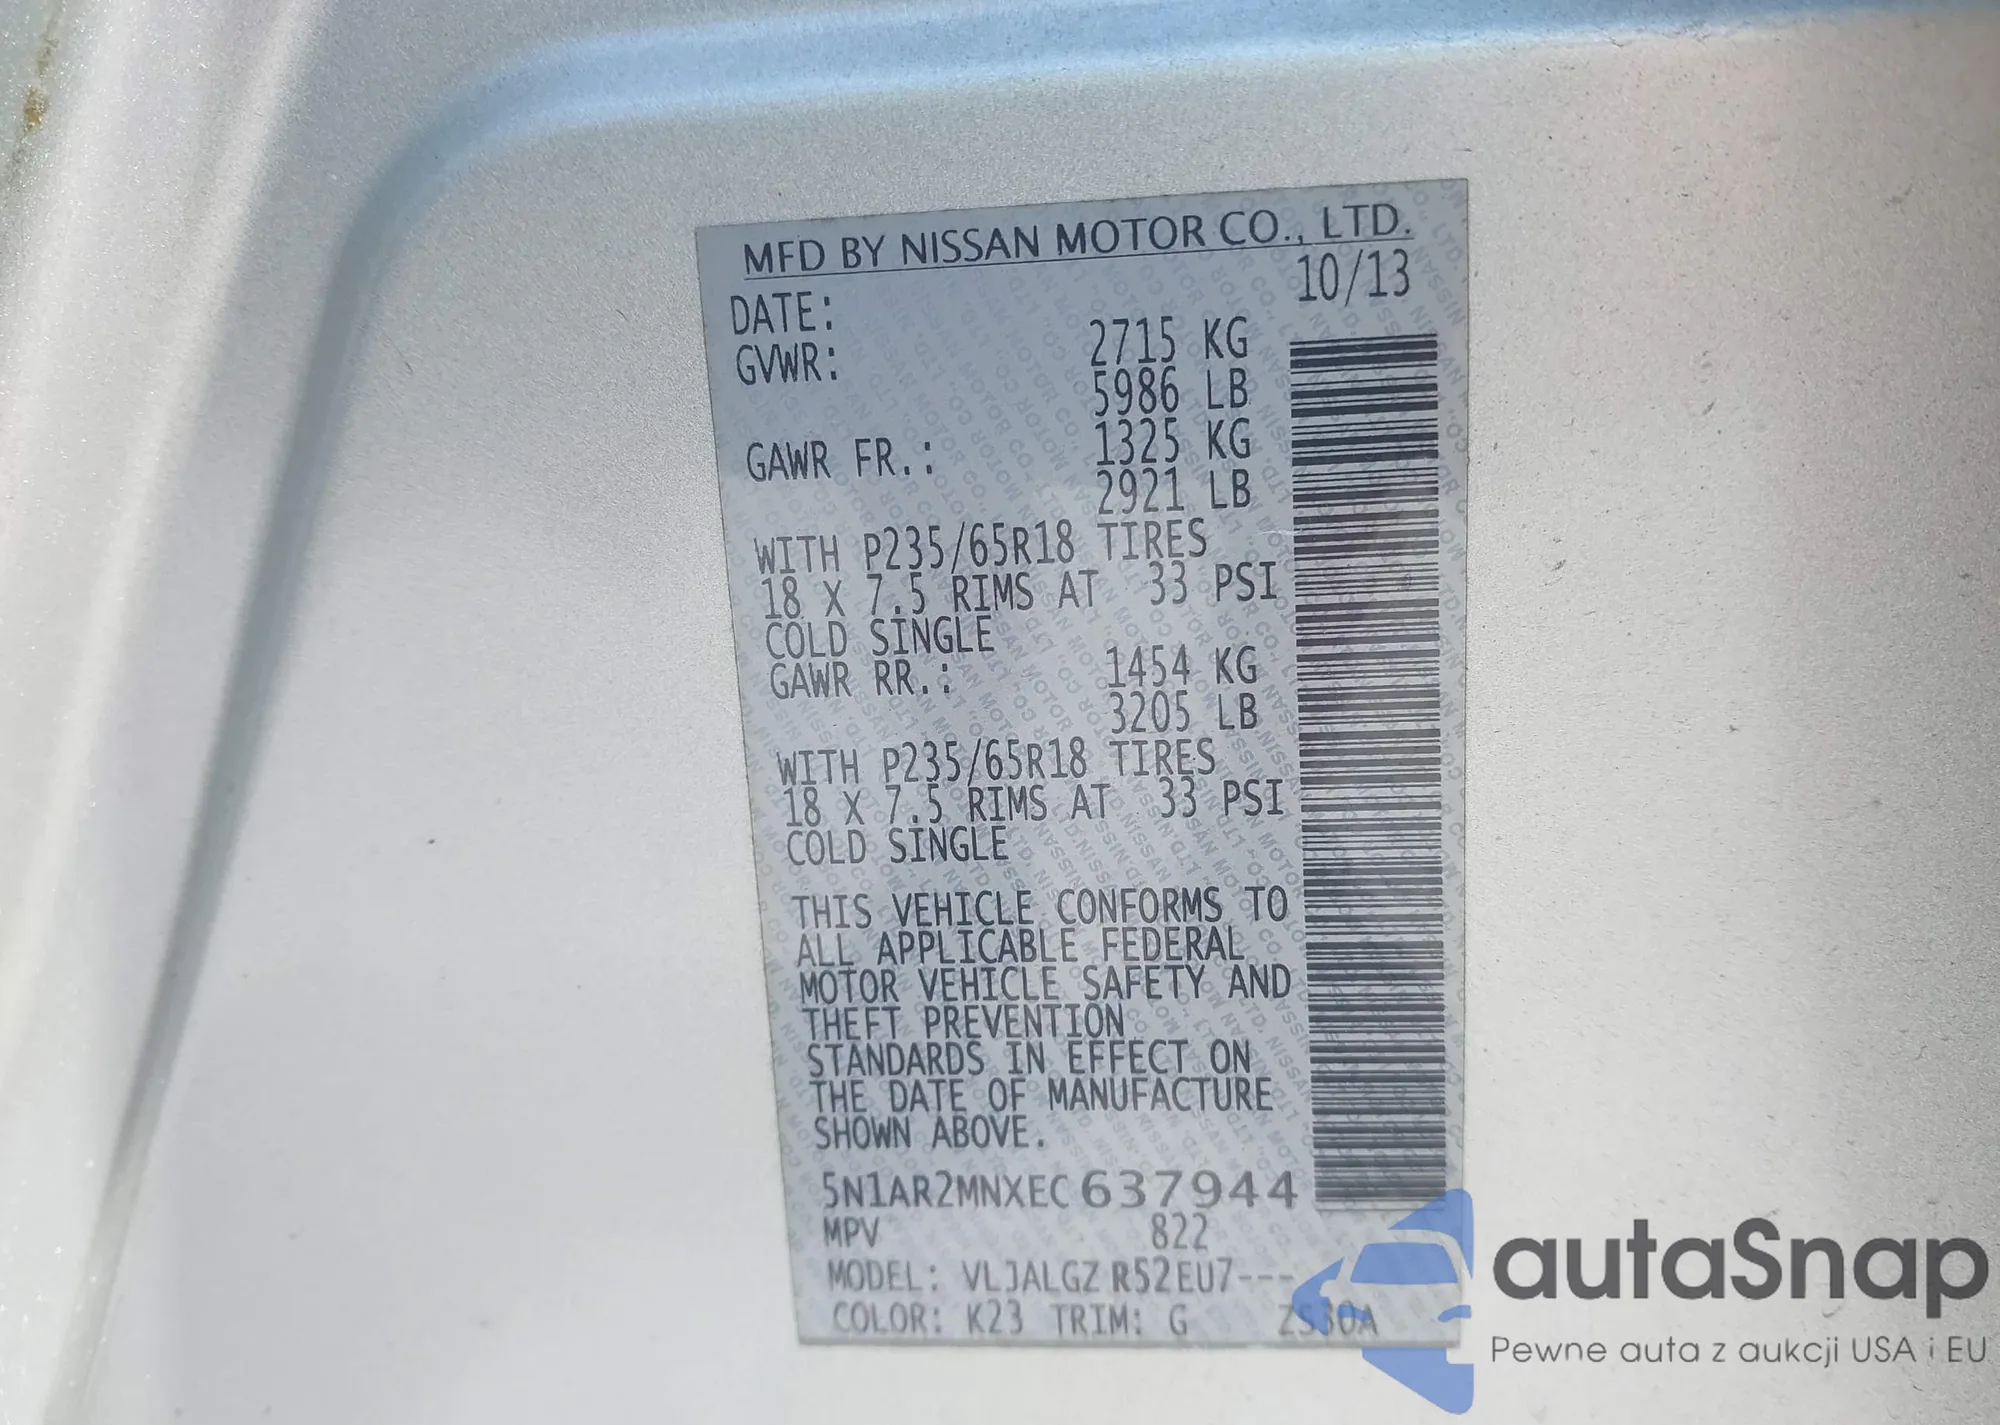 MFD BY NISSAN MOTOR CO., LTD.
DATE: 10/13
GVWR: 2715 KG
5986 LB
GAWR FR.: 1325 KG
2921 LB
WITH P235/65R18 TIRES
18 X 7.5 RIMS AT 33 PSI
COLD SINGLE
GAWR RR.: 1454 KG
3205 LB
WITH P235/65R18 TIRES
18 X 7.5 RIMS AT 33 PSI
COLD SINGLE
THIS VEHICLE CONFORMS TO
ALL APPLICABLE FEDERAL
MOTOR VEHICLE SAFETY AND
THEFT PREVENTION
STANDARDS IN EFFECT ON
THE DATE OF MANUFACTURE
SHOWN ABOVE.
5N1AR2MNXEC637944
MPV 822
MODEL: VLJALGZ R52EU7---
COLOR: K23 TRIM: G
autaSnap
Pewne auta z aukcji USA i EU